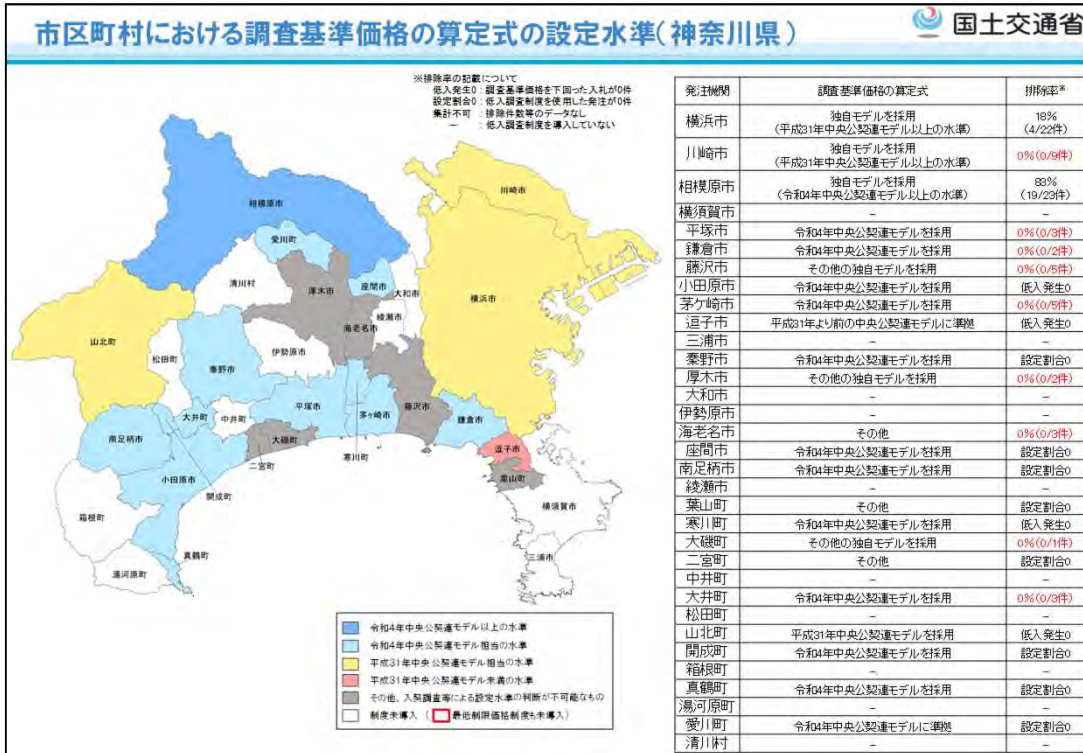 市区町村における調査基準価格の算定式の設定水準(神奈川県)
国土交通省
※排除率の記載について
低入発生0：調査基準価格を下回った入札が0件
設定割合0：低入調査制度を使用した発注が0件
集計不可：排除件数等のデータなし
－：低入調査制度を導入していない
川崎市
相模原市
愛川町
清川村
厚木市
座間市
大和市
横浜市
綾瀬市
海老名市
山北町
松田町
秦野市
伊勢原市
大井町
中井町
平塚市
茅ヶ崎市
藤沢市
鎌倉市
南足柄市
大磯町
逗子市
二宮町
寒川町
葉山町
小田原市
開成町
横須賀市
箱根町
真鶴町
三浦市
湯河原町
令和4年中央公契連モデル以上の水準
令和4年中央公契連モデル相当の水準
平成31年中央公契連モデル相当の水準
平成31年中央公契連モデル未満の水準
その他、入契調査等による設定水準の判断が不可能なもの
制度未導入 ( 最低制限価格制度も未導入)
発注機関 調査基準価格の算定式 排除率※
横浜市 独自モデルを採用 18%
(平成31年中央公契連モデル以上の水準) (4/22件)
川崎市 独自モデルを採用 0%(0/9件)
(平成31年中央公契連モデル以上の水準)
相模原市 独自モデルを採用 83%
(令和4年中央公契連モデル以上の水準) (19/23件)
横須賀市 － －
平塚市 令和4年中央公契連モデルを採用 0%(0/3件)
鎌倉市 令和4年中央公契連モデルを採用 0%(0/2件)
藤沢市 その他の独自モデルを採用 0%(0/5件)
小田原市 令和4年中央公契連モデルを採用 低入発生0
茅ケ崎市 令和4年中央公契連モデルを採用 0%(0/5件)
逗子市 平成31年より前の中央公契連モデルに準拠 低入発生0
三浦市 － －
秦野市 令和4年中央公契連モデルを採用 設定割合0
厚木市 その他の独自モデルを採用 0%(0/2件)
大和市 － －
伊勢原市 － －
海老名市 その他 0%(0/3件)
座間市 令和4年中央公契連モデルを採用 設定割合0
南足柄市 令和4年中央公契連モデルを採用 設定割合0
綾瀬市 － －
葉山町 その他 設定割合0
寒川町 令和4年中央公契連モデルを採用 低入発生0
大磯町 その他の独自モデルを採用 0%(0/1件)
二宮町 その他 設定割合0
中井町 － －
大井町 令和4年中央公契連モデルを採用 0%(0/3件)
松田町 － －
山北町 平成31年中央公契連モデルを採用 低入発生0
開成町 令和4年中央公契連モデルを採用 設定割合0
箱根町 － －
真鶴町 令和4年中央公契連モデルを採用 設定割合0
湯河原町 － －
愛川町 令和4年中央公契連モデルに準拠 設定割合0
清川村 － －